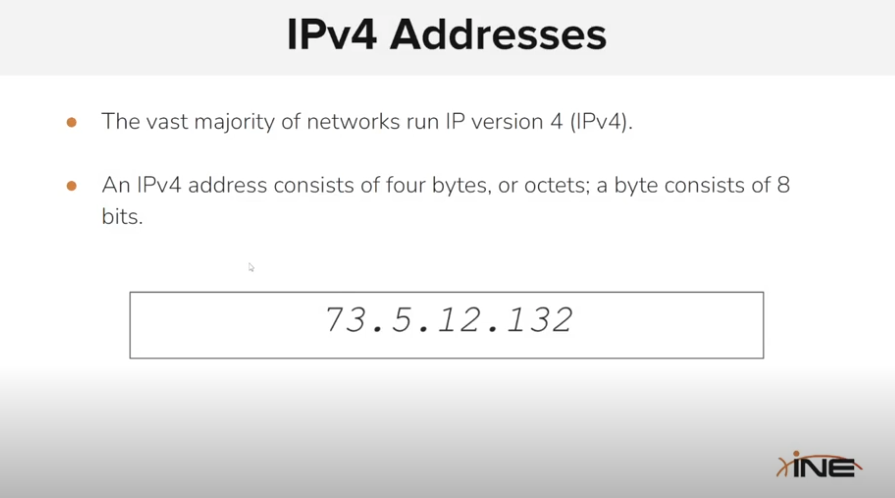 IPv4 Addresses
The vast majority of networks run IP version 4 (IPv4).
An IPv4 address consists of four bytes, or octets; a byte consists of 8
bits.
73.5.12.132
INE